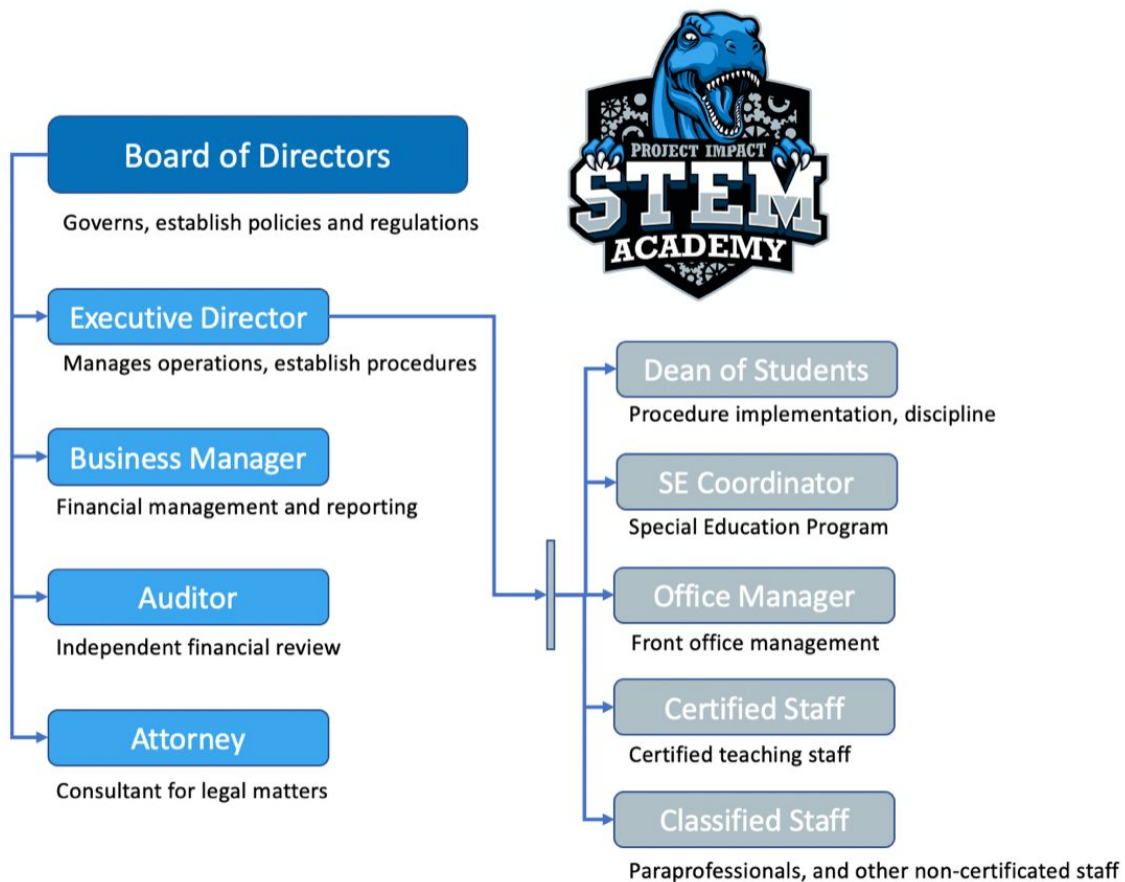 PROJECT IMPACT
STEM
ACADEMY
Board of Directors
Governs, establish policies and regulations
Executive Director
Manages operations, establish procedures
Business Manager
Financial management and reporting
Auditor
Independent financial review
Attorney
Consultant for legal matters
Dean of Students
Procedure implementation, discipline
SE Coordinator
Special Education Program
Office Manager
Front office management
Certified Staff
Certified teaching staff
Classified Staff
Paraprofessionals, and other non-certificated staff